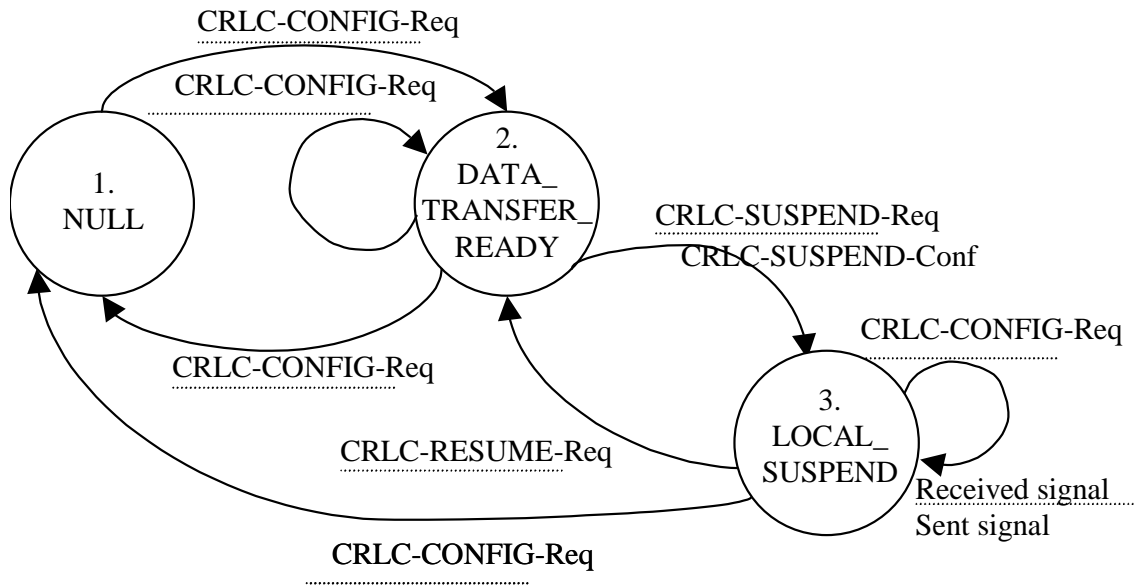 CRLC-CONFIG-Req
CRLC-CONFIG-Req
1.
NULL
2.
DATA_
TRANSFER_
READY
CRLC-SUSPEND-Req
CRLC-SUSPEND-Conf
CRLC-CONFIG-Req
CRLC-CONFIG-Req
3.
LOCAL_
SUSPEND
CRLC-RESUME-Req
Received signal
Sent signal
CRLC-CONFIG-Req